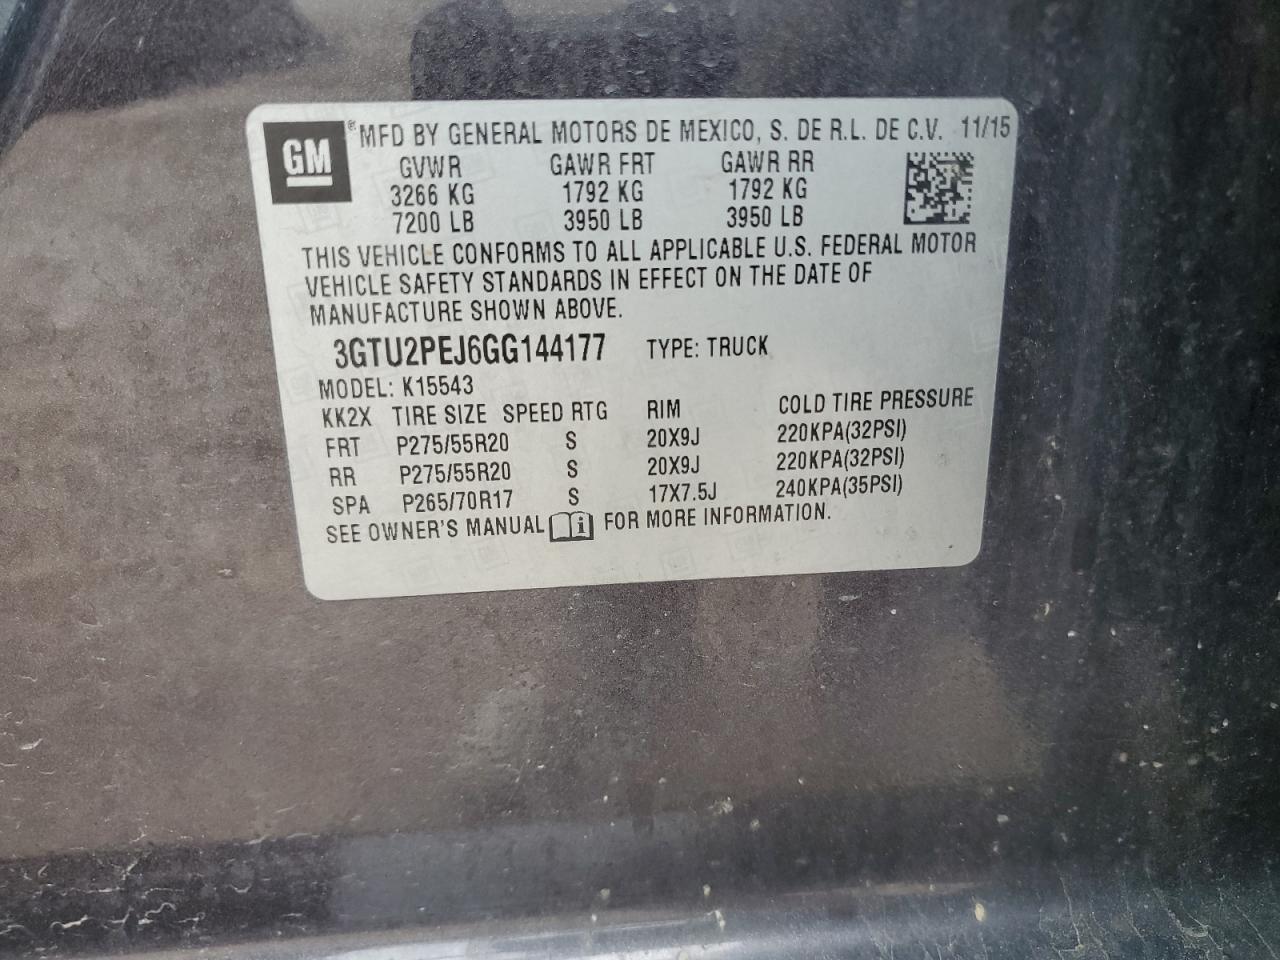 GM ® MFD BY GENERAL MOTORS DE MEXICO, S. DE R.L. DE C.V. 11/15
GVWR GAWR FRT GAWR RR
3266 KG 1792 KG 1792 KG
7200 LB 3950 LB 3950 LB
THIS VEHICLE CONFORMS TO ALL APPLICABLE U.S. FEDERAL MOTOR
VEHICLE SAFETY STANDARDS IN EFFECT ON THE DATE OF
MANUFACTURE SHOWN ABOVE.
3GTU2PEJ6GG144177 TYPE: TRUCK
MODEL: K15543
KK2X TIRE SIZE SPEED RTG RIM COLD TIRE PRESSURE
FRT P275/55R20 S 20X9J 220KPA(32PSI)
RR P275/55R20 S 20X9J 220KPA(32PSI)
SPA P265/70R17 S 17X7.5J 240KPA(35PSI)
SEE OWNER'S MANUAL i FOR MORE INFORMATION.